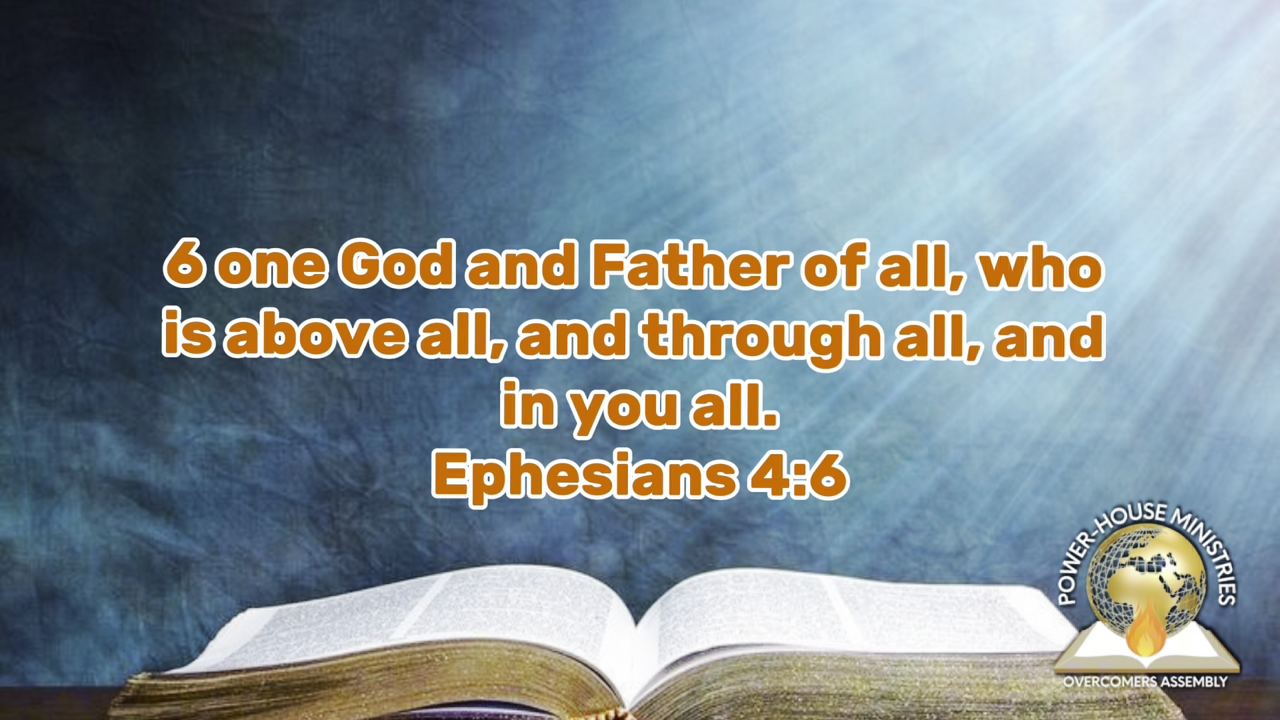 6 one God and Father of all, who
is above all, and through all, and
in you all.
Ephesians 4:6
POWER-HOUSE MINISTRIES
OVERCOMERS ASSEMBLY